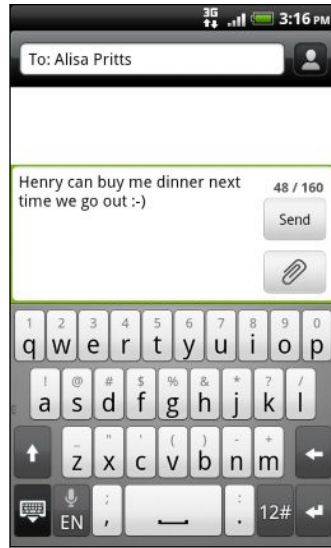 3G 3:16 PM
To: Alisa Pritts
Henry can buy me dinner next
time we go out :-)
48 / 160
Send
1 2 3 4 5 6 7 8 9 0
q w e r t y u i o p
! @ # $ % & * ? /
a s d f g h j k l
_ " ' ( ) - +
z x c v b n m
EN ; , : . 12#